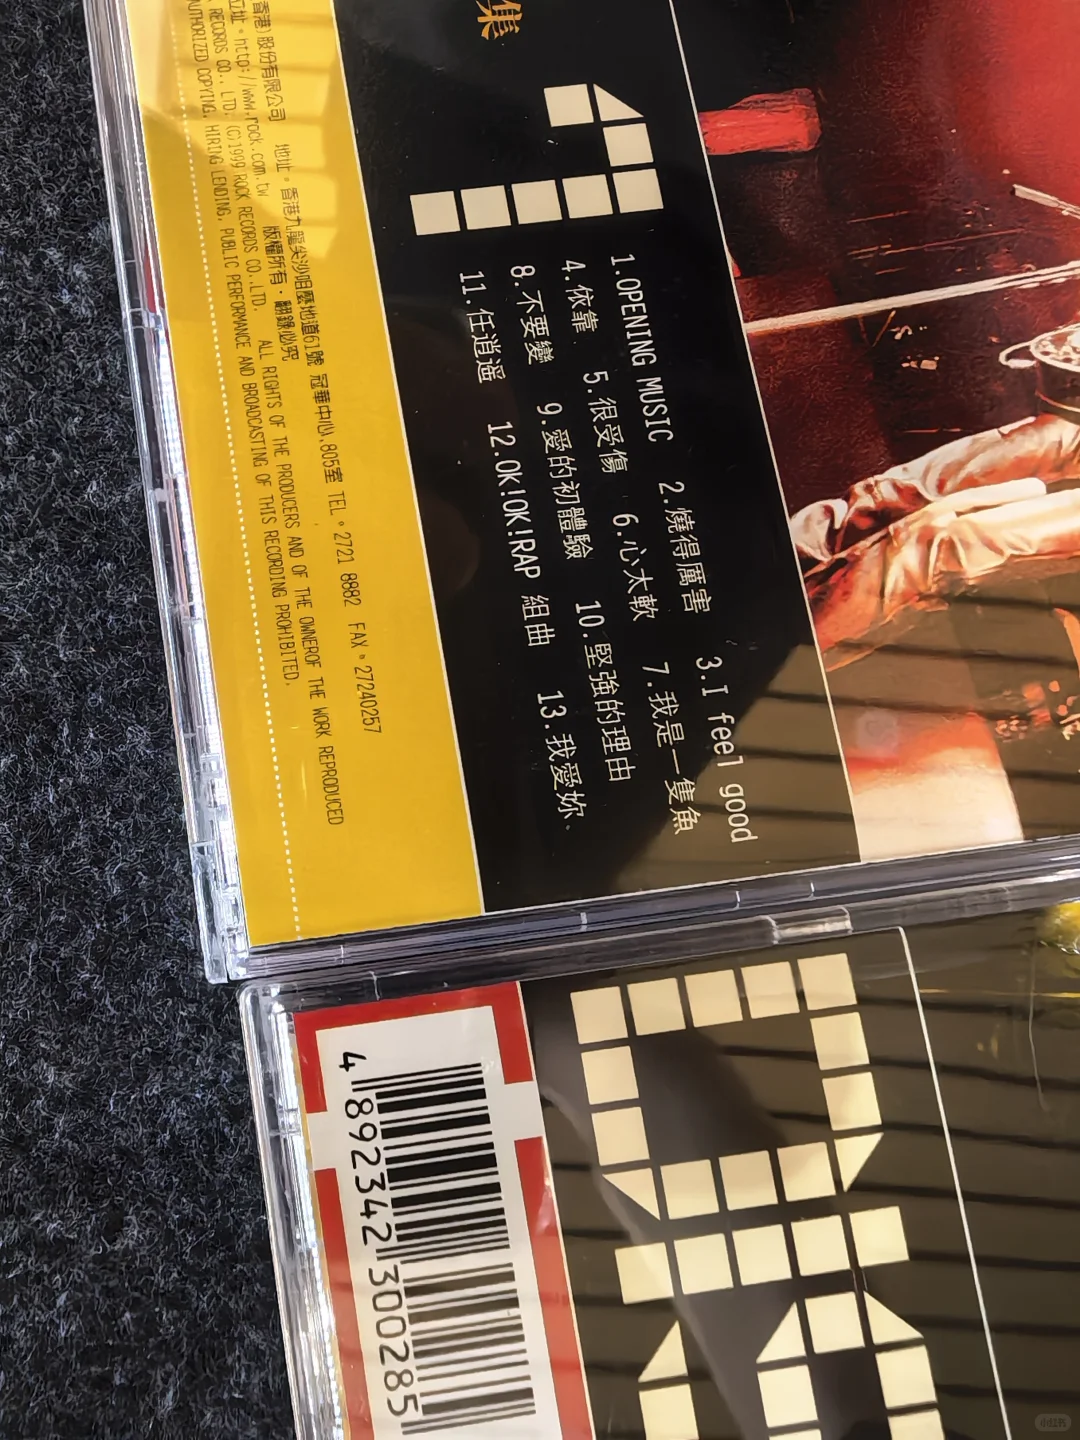 集
1
1.OPENING MUSIC 2.燒得厲害 3.I feel good
4.依靠 5.很受傷 6.心太軟 7.我是一隻魚
8.不要變 9.愛的初體驗 10.堅強的理由
11.任逍遥 12.OK!OK!RAP 組曲 13.我愛妳
香港)股份有限公司 地址。香港九龍尖沙咀麼地道61號 冠華中心.805室 TEL。2721 8882 FAX。27240257
位址。http://www.rock.com.tw 版權所有．翻錄必究
RECORDS CO., LTD. (C)1999 ROCK RECORDS CO.,LTD. ALL RIGHTS OF THE PRODUCERS AND OF THE OWNEROF THE WORK REPRODUCED
AUTHORIZED COPYING, HIRING LENDING, PUBLIC PERFORMANCE AND BROADCASTING OF THIS RECORDING PROHIBITED.
4 892342 300285